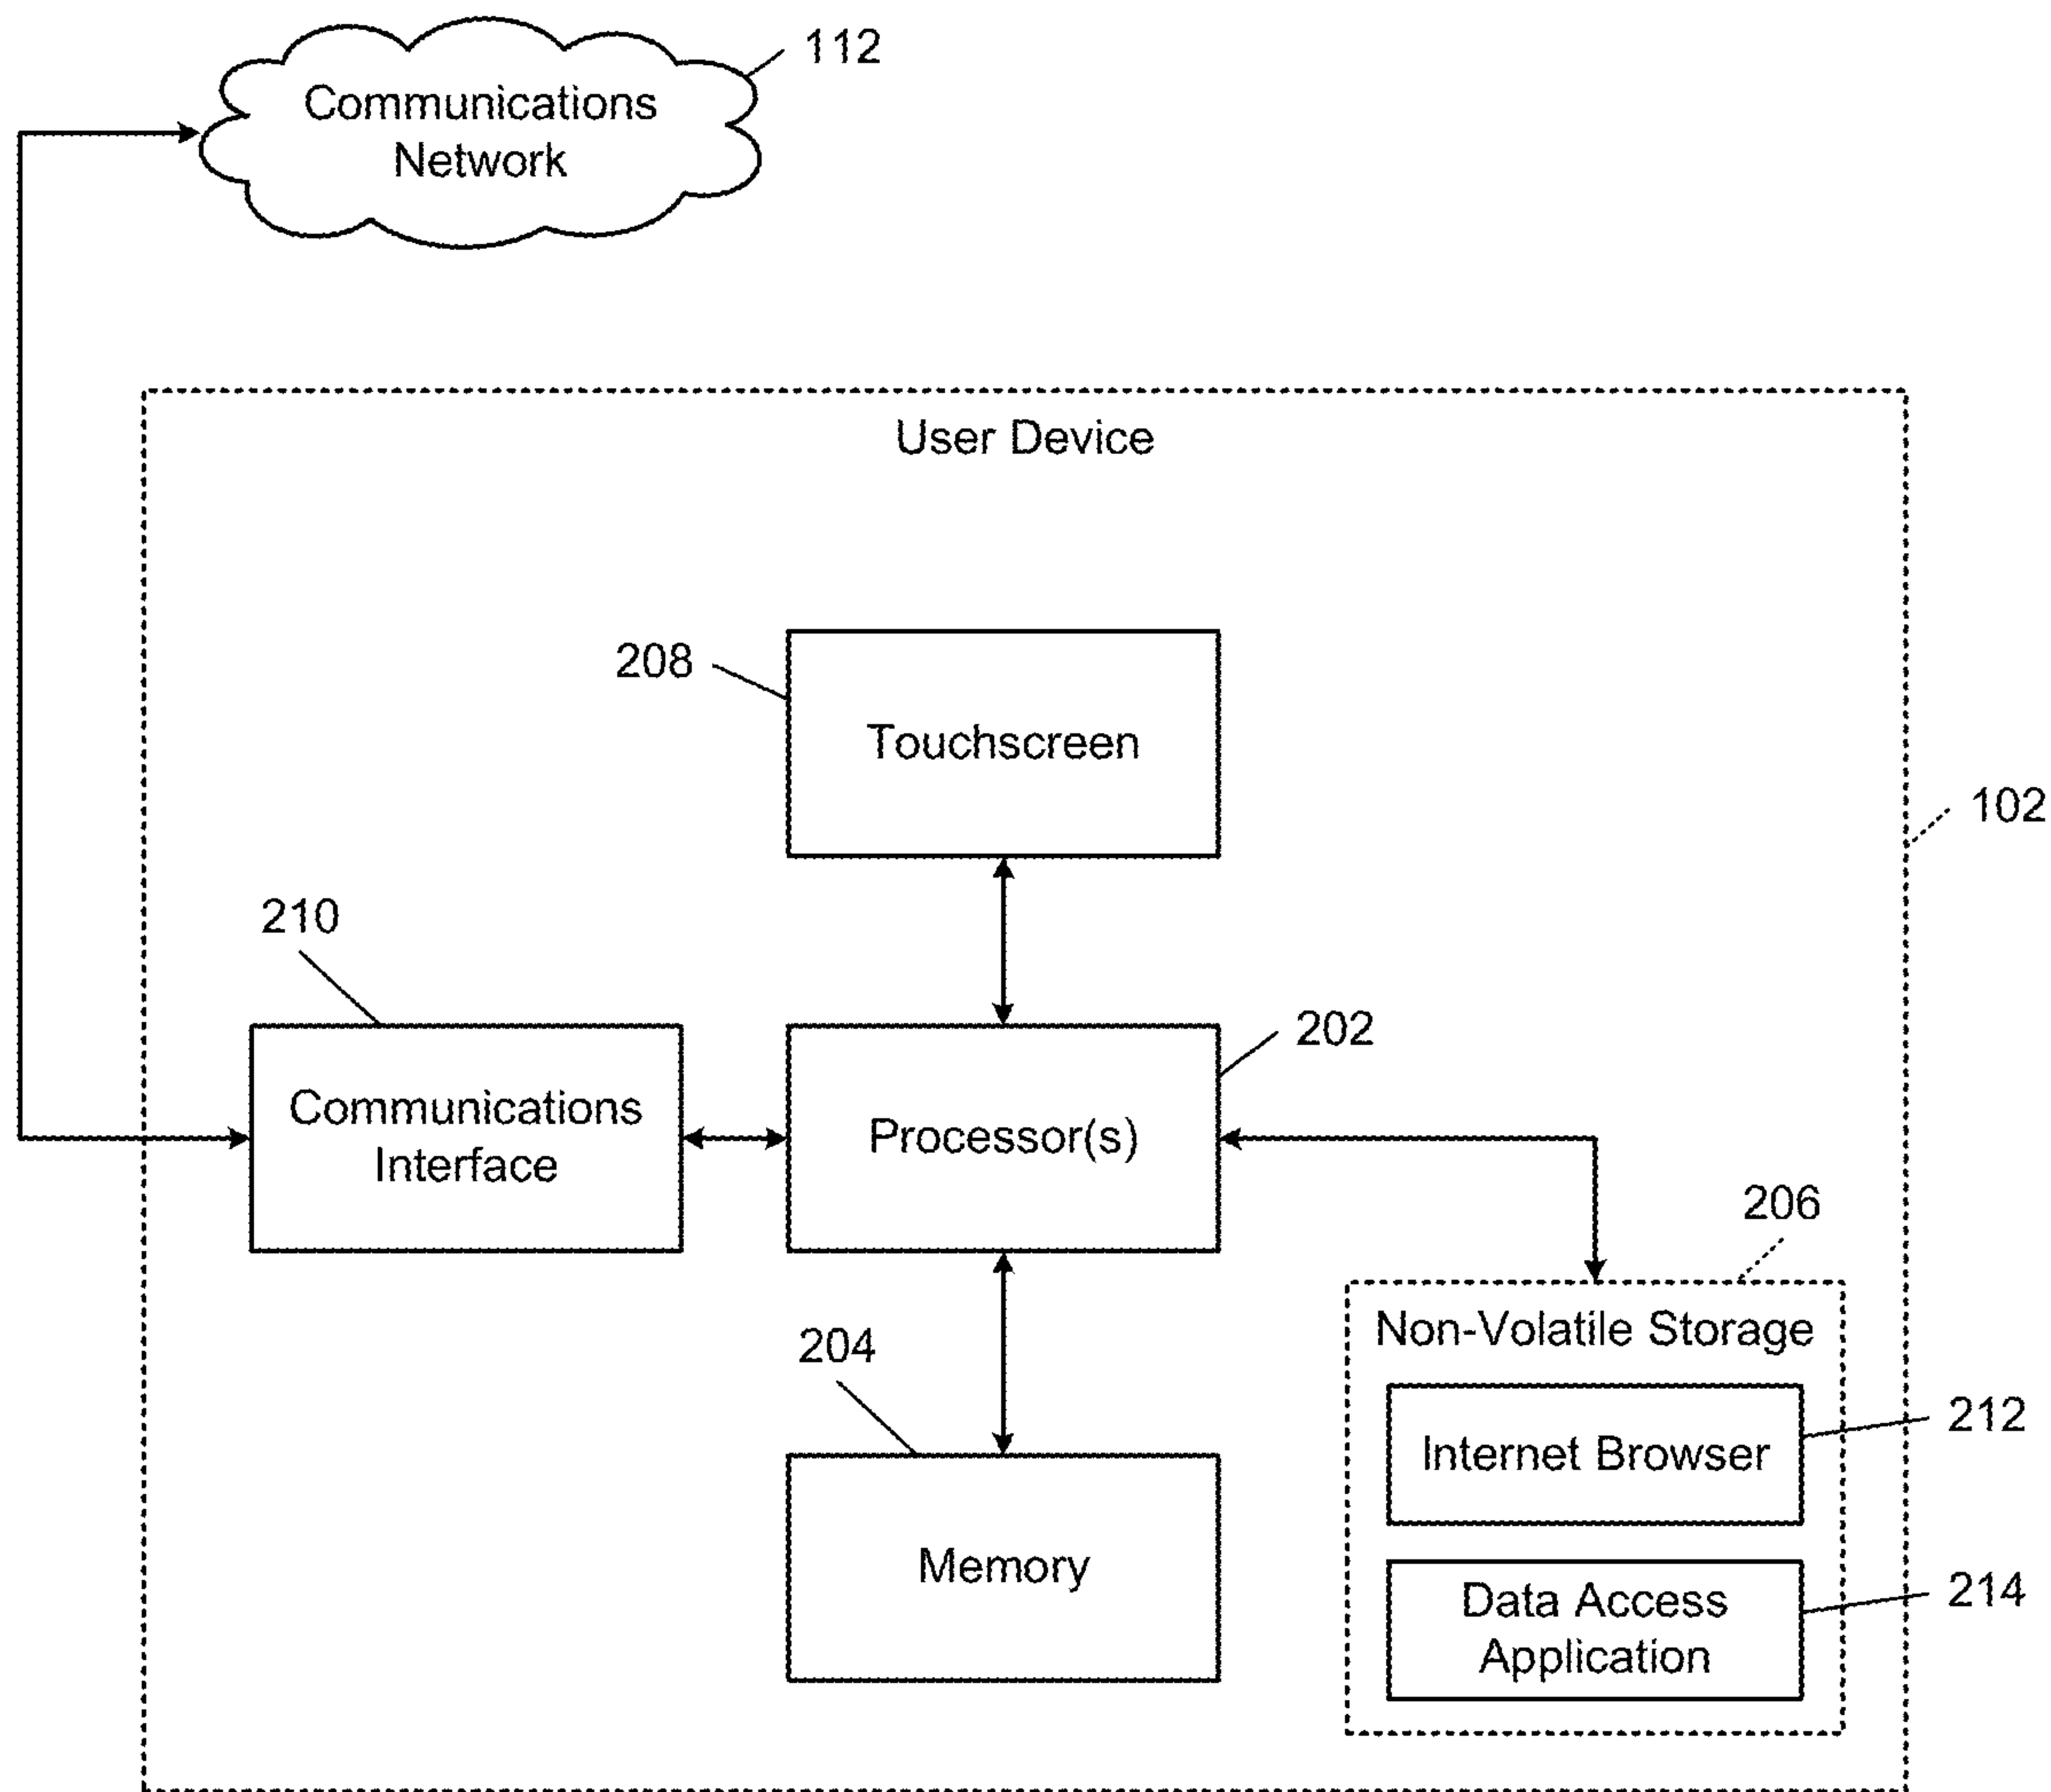 112
Communications
Network
User Device
208
Touchscreen
102
210
202
Communications
Interface
Processor(s)
206
Non-Volatile Storage
204
212
Internet Browser
Memory
214
Data Access
Application